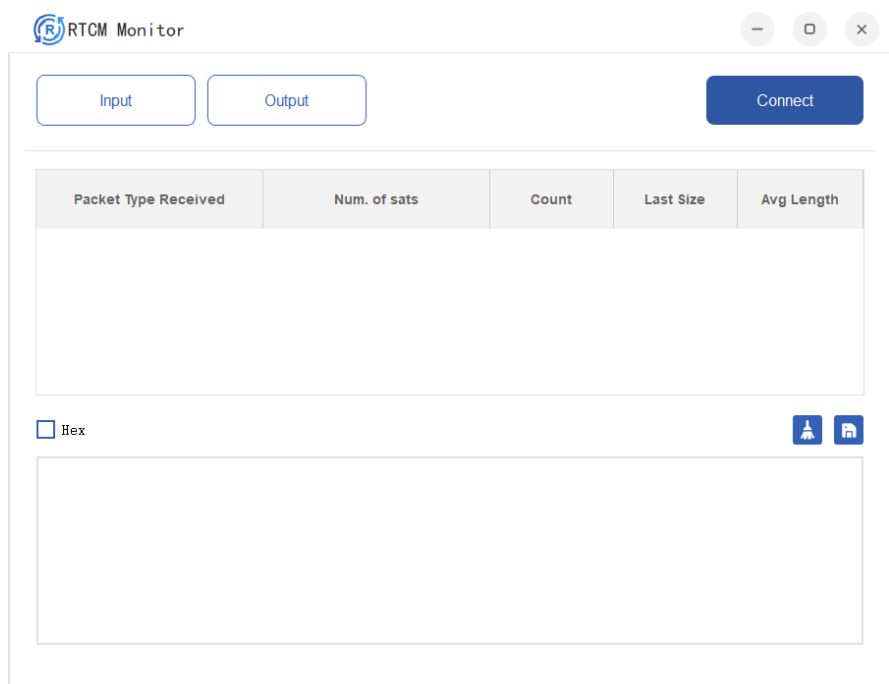 RTCM Monitor
Input Output Connect
Packet Type Received Num. of sats Count Last Size Avg Length
Hex